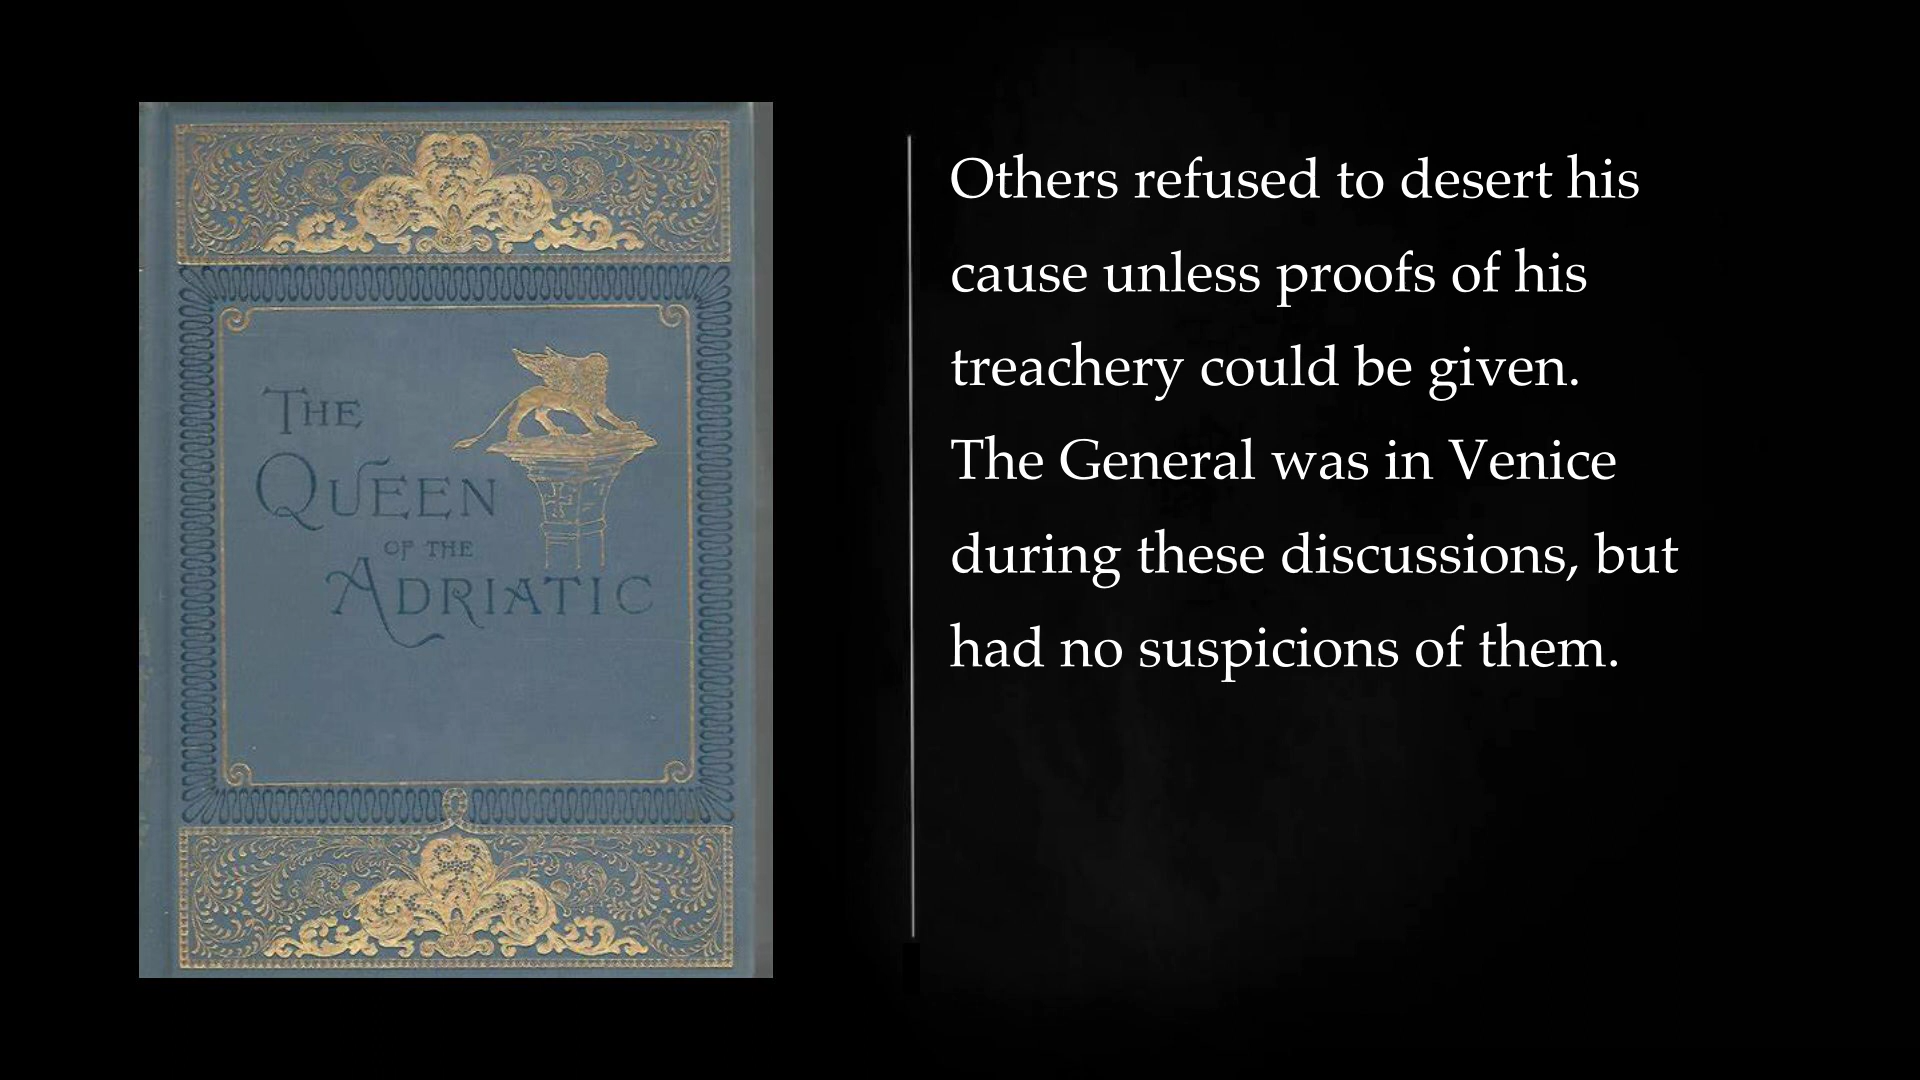 THE
QUEEN
OF THE
ADRIATIC
Others refused to desert his
cause unless proofs of his
treachery could be given.
The General was in Venice
during these discussions, but
had no suspicions of them.